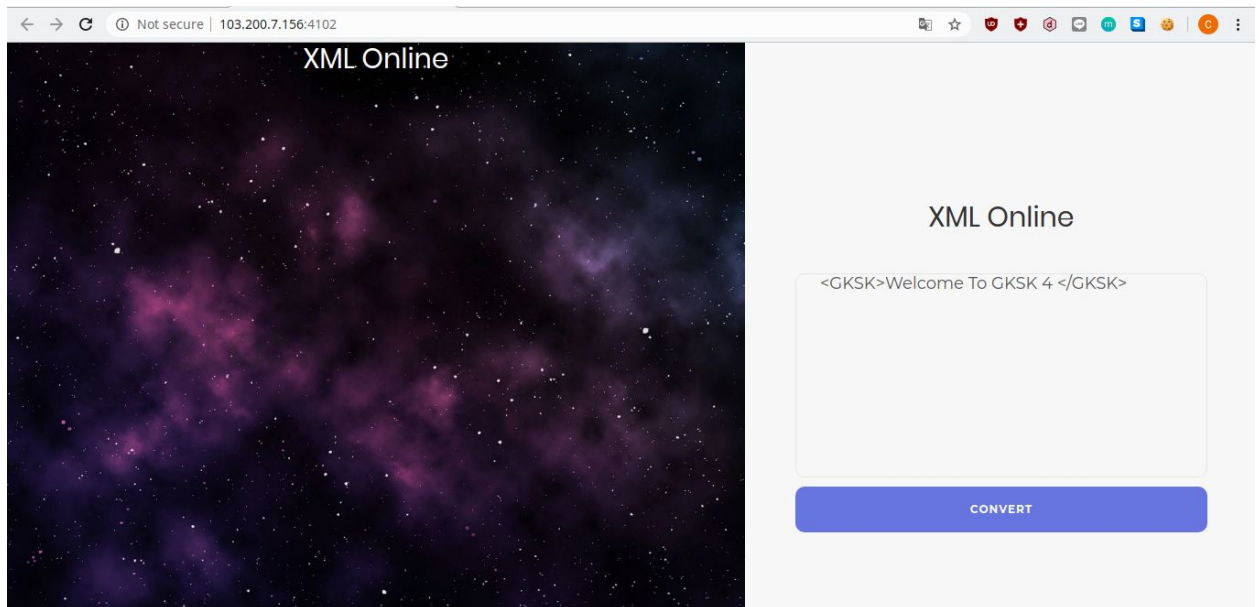 Not secure | 103.200.7.156:4102
XML Online
XML Online
<GKSK>Welcome To GKSK 4 </GKSK>
CONVERT